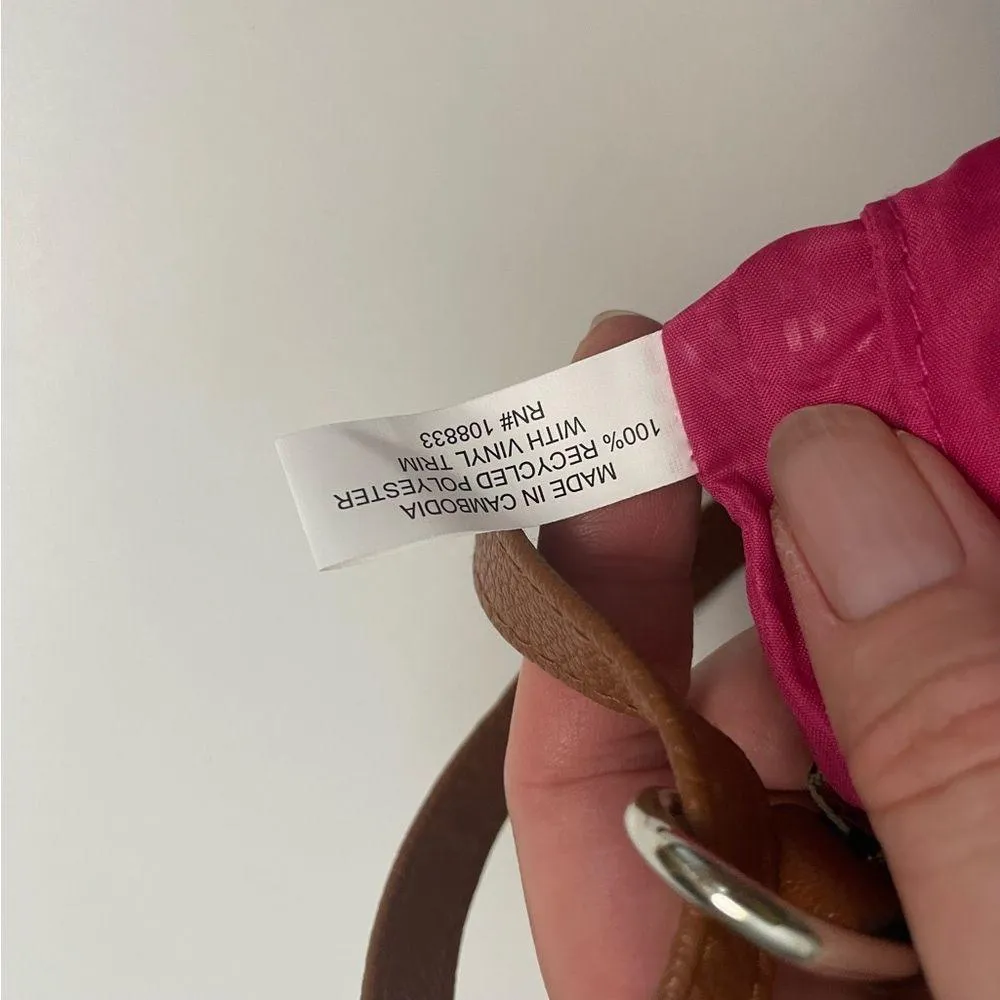 MADE IN CAMBODIA
100% RECYCLED POLYESTER
WITH VINYL TRIM
RN# 108833